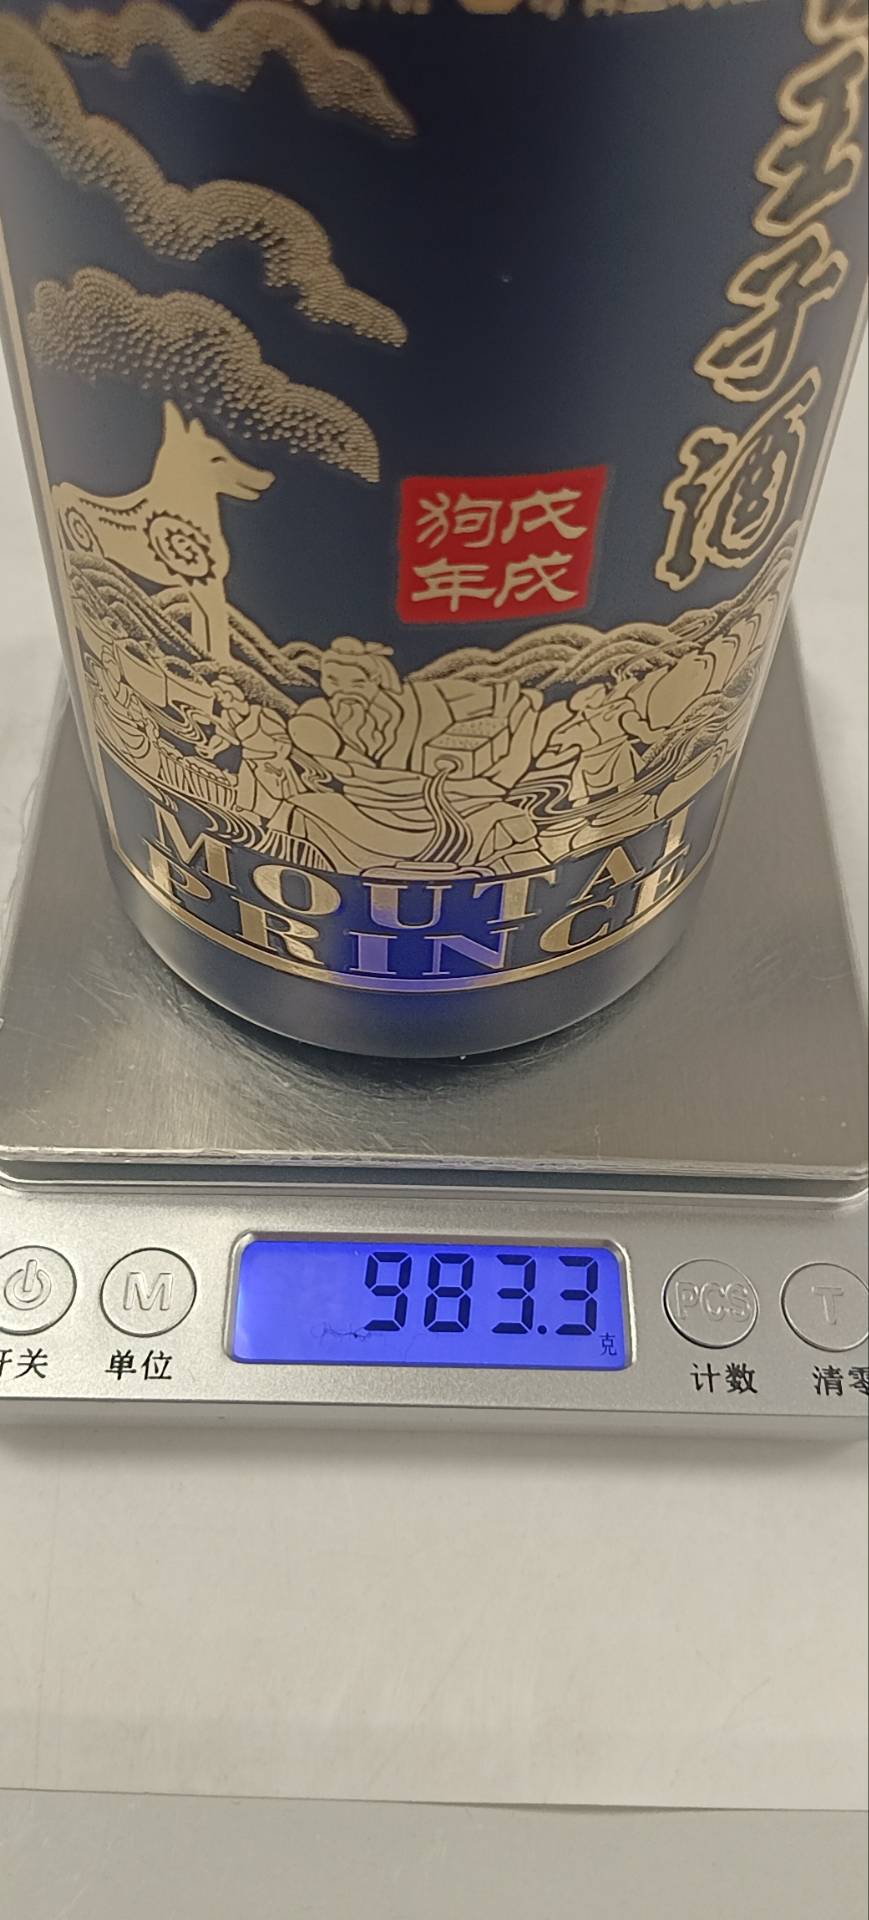 王子酒
戊戌
狗年
MOUTAI
PRINCE
983.3
克
M
PCS
T
开关
单位
计数
清零